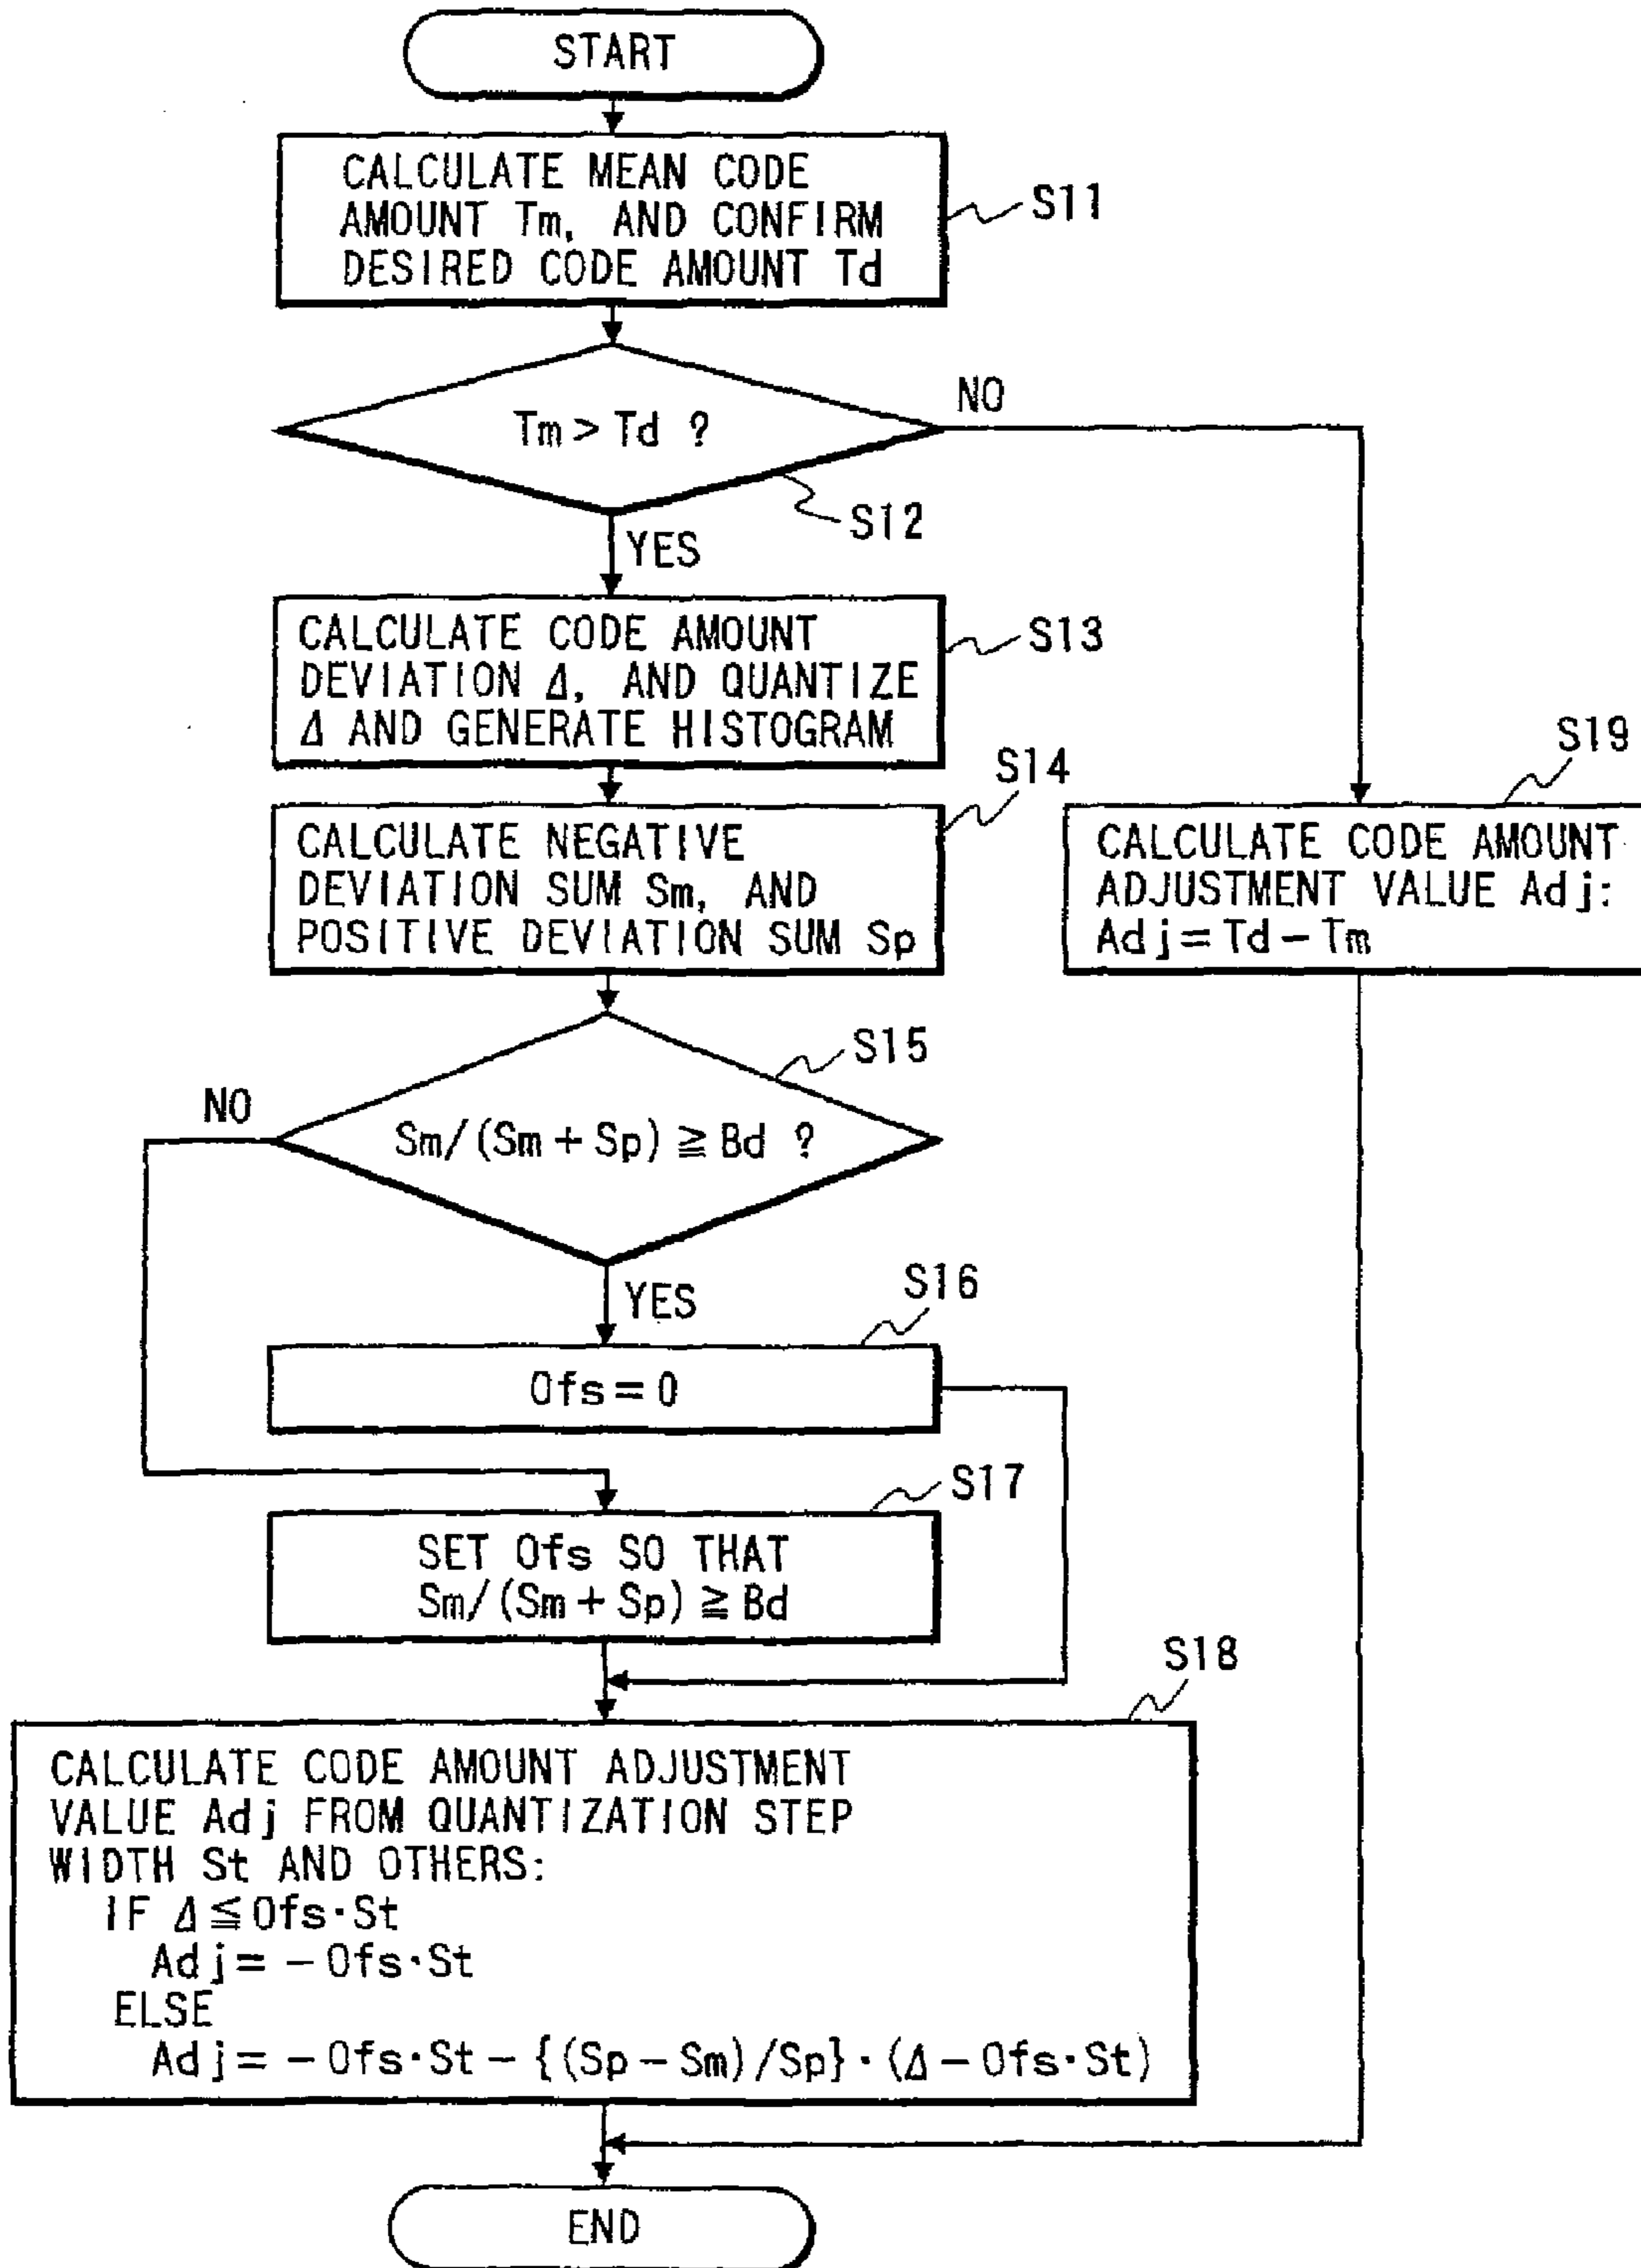 START
CALCULATE MEAN CODE
AMOUNT Tm, AND CONFIRM
DESIRED CODE AMOUNT Td
S11
Tm > Td ?
NO
S12
YES
CALCULATE CODE AMOUNT
DEVIATION Δ, AND QUANTIZE
Δ AND GENERATE HISTOGRAM
S13
S14
CALCULATE NEGATIVE
DEVIATION SUM Sm, AND
POSITIVE DEVIATION SUM Sp
S19
CALCULATE CODE AMOUNT
ADJUSTMENT VALUE Adj:
Adj = Td − Tm
S15
NO
Sm/(Sm + Sp) ≧ Bd ?
YES
S16
Ofs = 0
S17
SET Ofs SO THAT
Sm/(Sm + Sp) ≧ Bd
S18
CALCULATE CODE AMOUNT ADJUSTMENT
VALUE Adj FROM QUANTIZATION STEP
WIDTH St AND OTHERS:
IF Δ ≦ Ofs·St
Adj = − Ofs·St
ELSE
Adj = − Ofs·St − {(Sp − Sm)/Sp}·(Δ − Ofs·St)
END